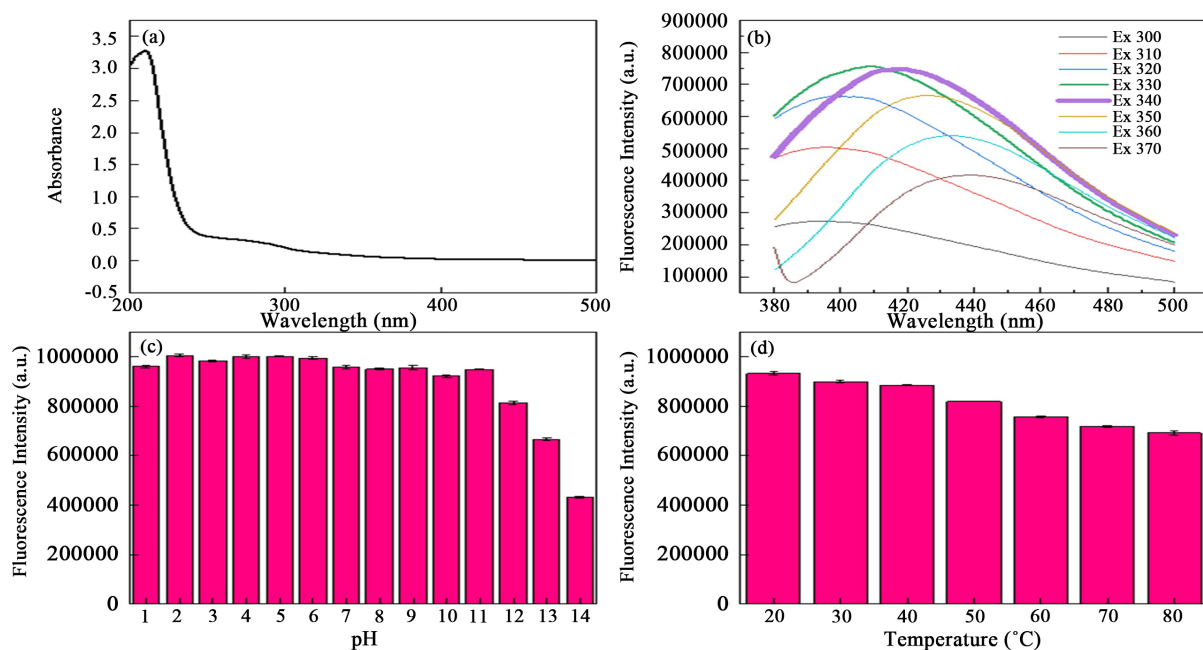 (a)
3.5
3.0
2.5
2.0
1.5
1.0
0.5
0.0
-0.5
Absorbance
200 300 400 500
Wavelength (nm)
(b)
900000
800000
700000
600000
500000
400000
300000
200000
100000
Fluorescence Intensity (a.u.)
Ex 300
Ex 310
Ex 320
Ex 330
Ex 340
Ex 350
Ex 360
Ex 370
380 400 420 440 460 480 500
Wavelength (nm)
(c)
1000000
800000
600000
400000
200000
0
Fluorescence Intensity (a.u.)
1 2 3 4 5 6 7 8 9 10 11 12 13 14
pH
(d)
1000000
800000
600000
400000
200000
0
Fluorescence Intensity (a.u.)
20 30 40 50 60 70 80
Temperature (˚C)